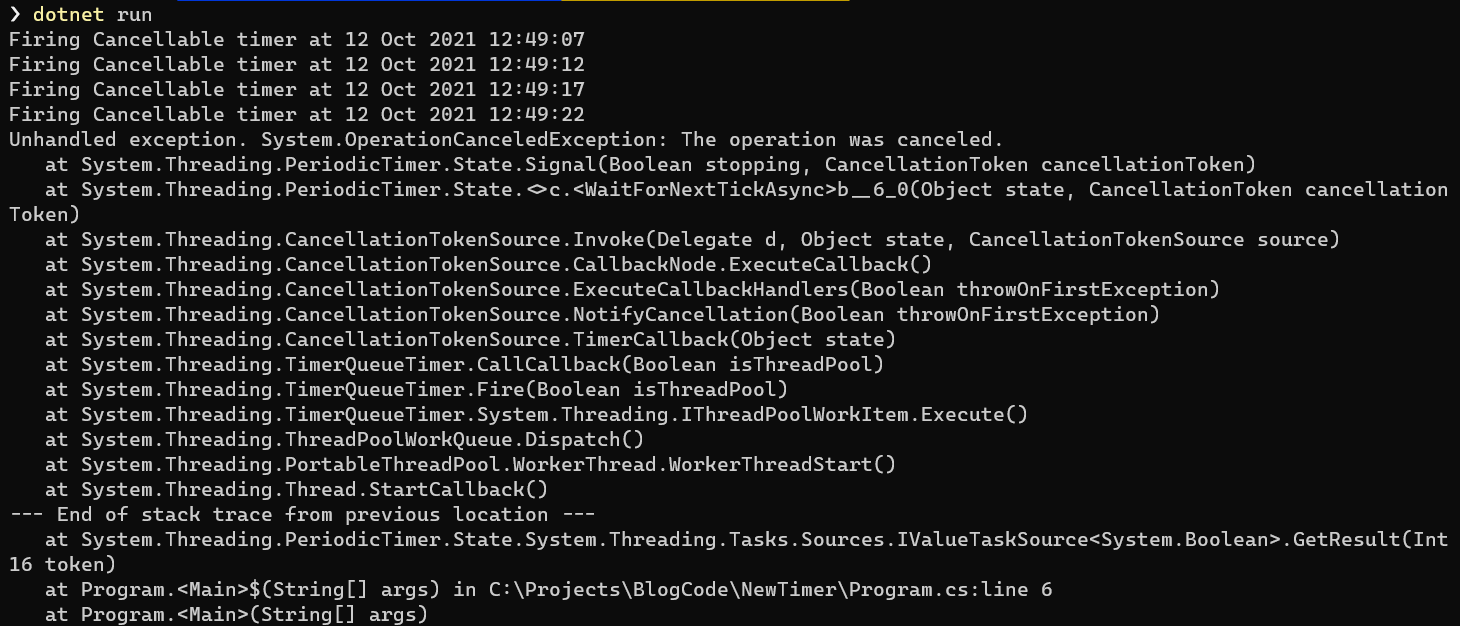 ❯ dotnet run
Firing Cancellable timer at 12 Oct 2021 12:49:07
Firing Cancellable timer at 12 Oct 2021 12:49:12
Firing Cancellable timer at 12 Oct 2021 12:49:17
Firing Cancellable timer at 12 Oct 2021 12:49:22
Unhandled exception. System.OperationCanceledException: The operation was canceled.
   at System.Threading.PeriodicTimer.State.Signal(Boolean stopping, CancellationToken cancellationToken)
   at System.Threading.PeriodicTimer.State.<>c.<WaitForNextTickAsync>b__6_0(Object state, CancellationToken cancellation
Token)
   at System.Threading.CancellationTokenSource.Invoke(Delegate d, Object state, CancellationTokenSource source)
   at System.Threading.CancellationTokenSource.CallbackNode.ExecuteCallback()
   at System.Threading.CancellationTokenSource.ExecuteCallbackHandlers(Boolean throwOnFirstException)
   at System.Threading.CancellationTokenSource.NotifyCancellation(Boolean throwOnFirstException)
   at System.Threading.CancellationTokenSource.TimerCallback(Object state)
   at System.Threading.TimerQueueTimer.CallCallback(Boolean isThreadPool)
   at System.Threading.TimerQueueTimer.Fire(Boolean isThreadPool)
   at System.Threading.TimerQueueTimer.System.Threading.IThreadPoolWorkItem.Execute()
   at System.Threading.ThreadPoolWorkQueue.Dispatch()
   at System.Threading.PortableThreadPool.WorkerThread.WorkerThreadStart()
   at System.Threading.Thread.StartCallback()
--- End of stack trace from previous location ---
   at System.Threading.PeriodicTimer.State.System.Threading.Tasks.Sources.IValueTaskSource<System.Boolean>.GetResult(Int
16 token)
   at Program.<Main>$(String[] args) in C:\Projects\BlogCode\NewTimer\Program.cs:line 6
   at Program.<Main>(String[] args)